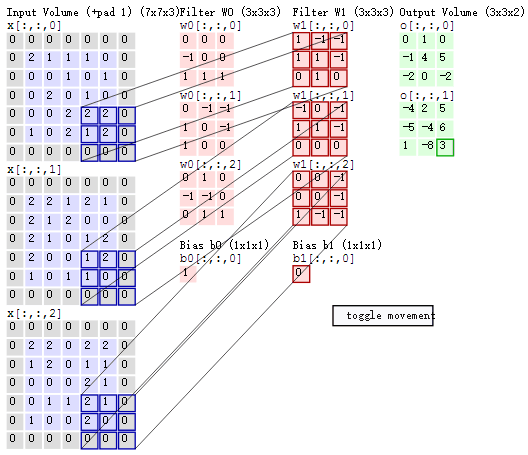 Input Volume (+pad 1) (7x7x3)
x[:,:,0]
0 0 0 0 0 0 0
0 2 1 1 1 0 0
0 0 0 1 0 1 0
0 0 2 0 1 0 0
0 0 0 2 2 2 0
0 1 0 2 1 2 0
0 0 0 0 0 0 0
x[:,:,1]
0 0 0 0 0 0 0
0 2 2 1 2 1 0
0 2 1 2 0 0 0
0 2 1 0 1 2 0
0 2 0 0 1 2 0
0 1 0 1 1 0 0
0 0 0 0 0 0 0
x[:,:,2]
0 0 0 0 0 0 0
0 1 2 0 2 1 0
0 1 2 0 1 1 0
0 0 0 0 2 1 0
0 0 1 1 2 1 0
0 1 0 0 2 0 0
0 0 0 0 0 0 0
Filter W0 (3x3x3)
w0[:,:,0]
0 0 0
-1 0 0
1 1 1
w0[:,:,1]
0 -1 -1
1 0 -1
1 0 0
w0[:,:,2]
0 1 0
-1 -1 0
0 1 1
Bias b0 (1x1x1)
b0[:,:,0]
1
Filter W1 (3x3x3)
w1[:,:,0]
1 -1 -1
1 1 -1
0 1 0
w1[:,:,1]
1 0 -1
1 1 -1
0 0 0
w1[:,:,2]
0 0 -1
0 0 -1
1 -1 -1
Bias b1 (1x1x1)
b1[:,:,0]
0
Output Volume (3x3x2)
o[:,:,0]
0 1 0
-1 4 5
-2 0 -2
o[:,:,1]
-4 2 5
-5 -4 6
1 -8 3
toggle movement